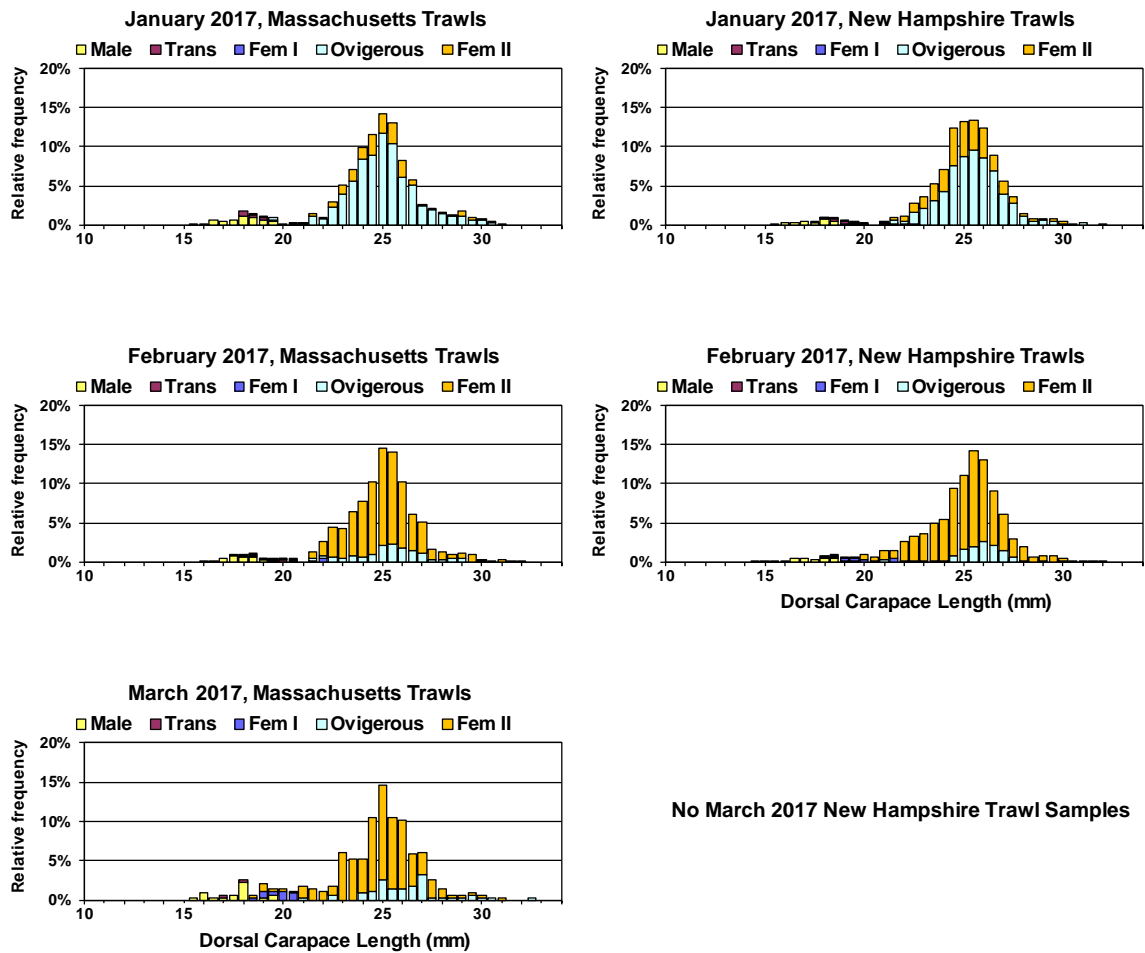 January 2017, Massachusetts Trawls
Male Trans Fem I Ovigerous Fem II
Relative frequency
20%
15%
10%
5%
0%
10 15 20 25 30
January 2017, New Hampshire Trawls
Male Trans Fem I Ovigerous Fem II
Relative frequency
20%
15%
10%
5%
0%
10 15 20 25 30
February 2017, Massachusetts Trawls
Male Trans Fem I Ovigerous Fem II
Relative frequency
20%
15%
10%
5%
0%
10 15 20 25 30
February 2017, New Hampshire Trawls
Male Trans Fem I Ovigerous Fem II
Relative frequency
20%
15%
10%
5%
0%
10 15 20 25 30
Dorsal Carapace Length (mm)
March 2017, Massachusetts Trawls
Male Trans Fem I Ovigerous Fem II
Relative frequency
20%
15%
10%
5%
0%
10 15 20 25 30
Dorsal Carapace Length (mm)
No March 2017 New Hampshire Trawl Samples